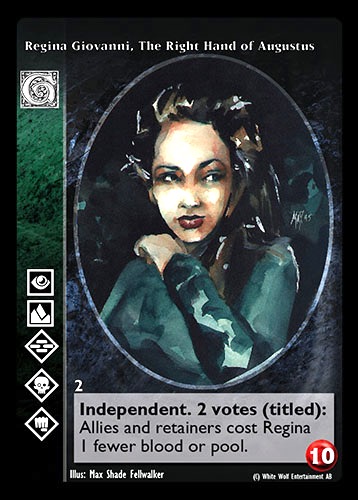 Regina Giovanni, The Right Hand of Augustus
2
Independent. 2 votes (titled):
Allies and retainers cost Regina
1 fewer blood or pool.
10
Illus: Max Shade Fellwalker
(C) White Wolf Entertainment AB